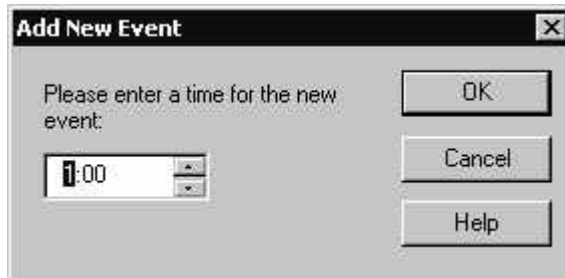 Add New Event
Please enter a time for the new
event:
1:00
OK
Cancel
Help